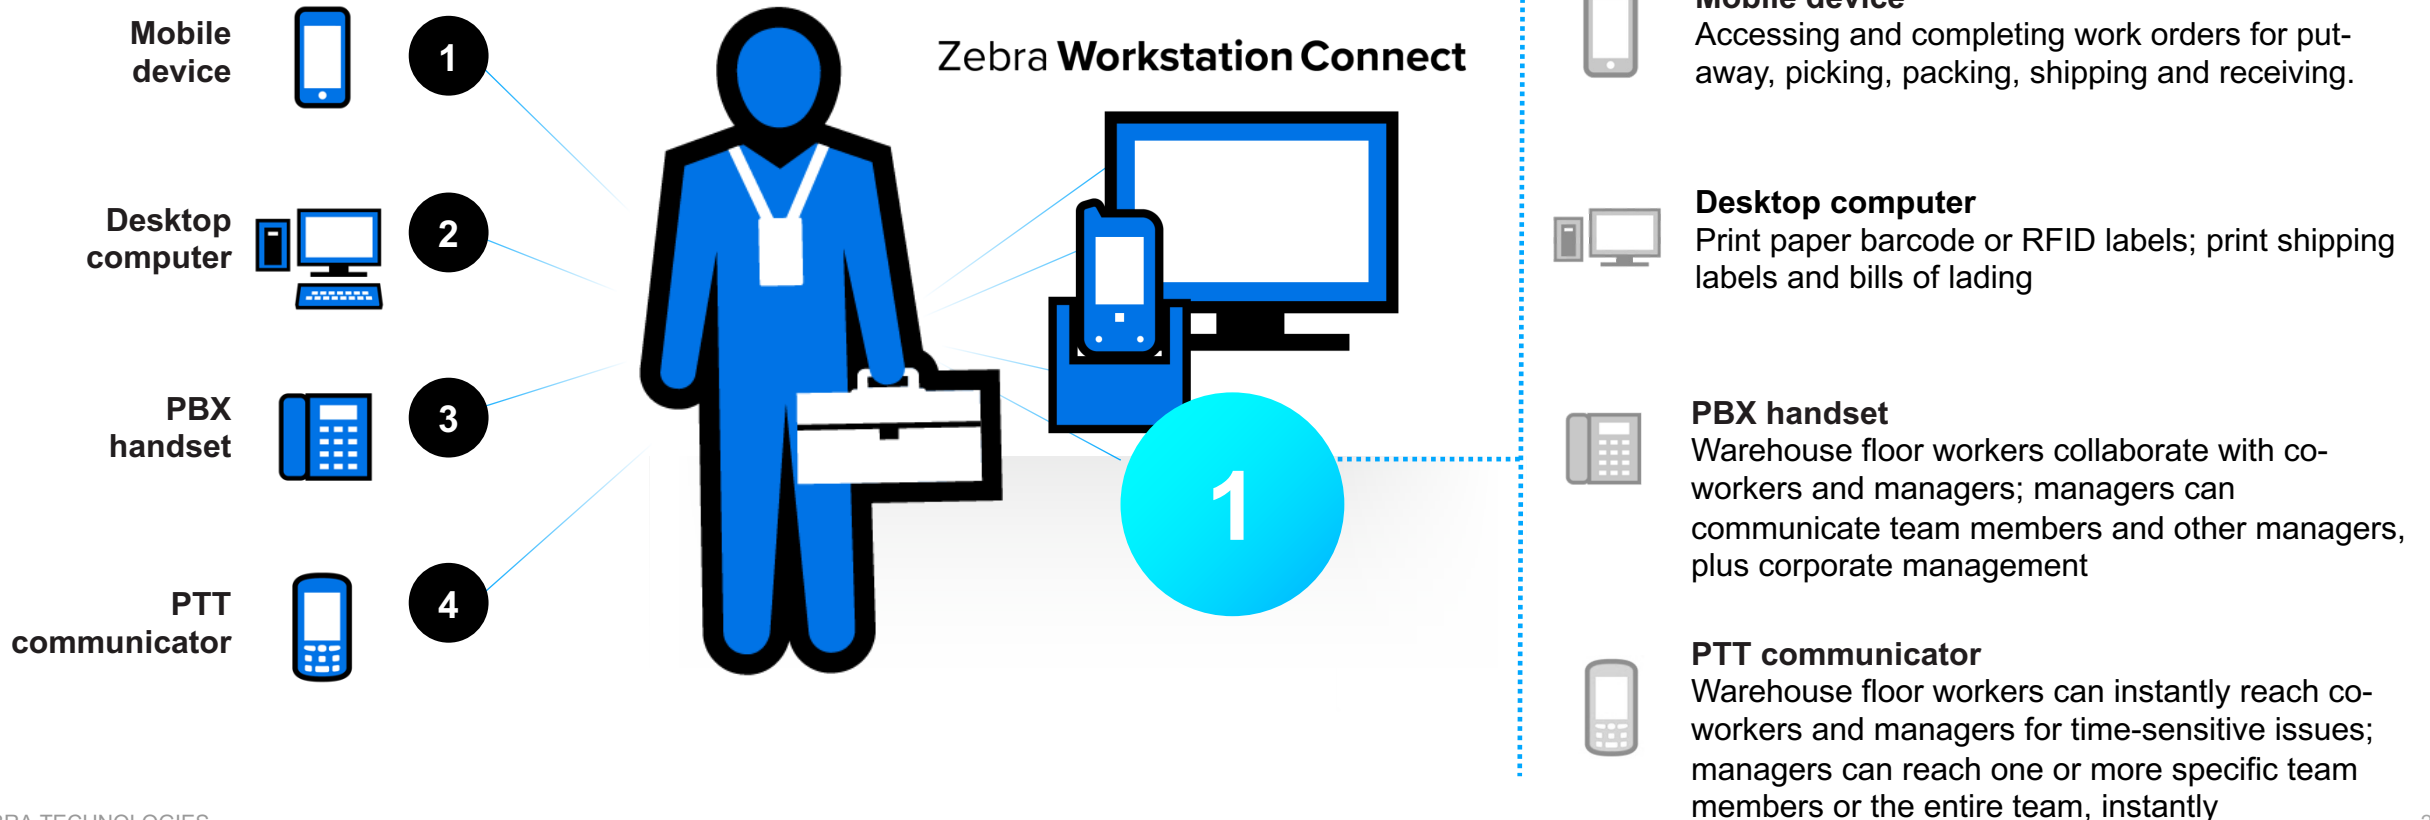 Mobile
device
1
Desktop
computer
2
PBX
handset
3
PTT
communicator
4
Zebra Workstation Connect
1
Mobile device
Accessing and completing work orders for put-
away, picking, packing, shipping and receiving.
Desktop computer
Print paper barcode or RFID labels; print shipping
labels and bills of lading
PBX handset
Warehouse floor workers collaborate with co-
workers and managers; managers can
communicate team members and other managers,
plus corporate management
PTT communicator
Warehouse floor workers can instantly reach co-
workers and managers for time-sensitive issues;
managers can reach one or more specific team
members or the entire team, instantly
TECHNOLOGIES